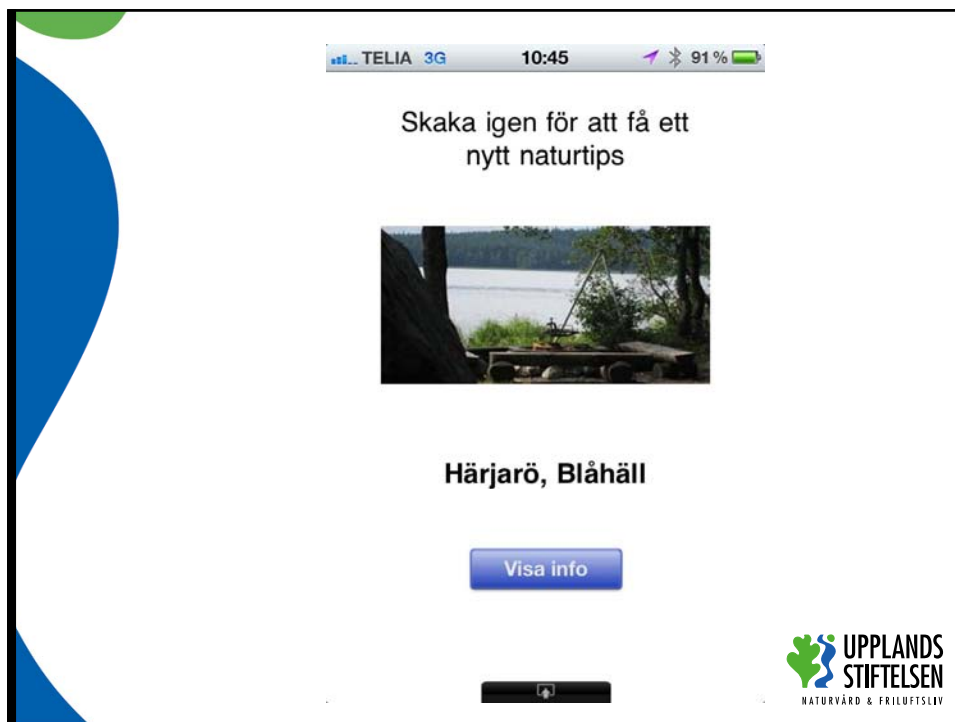 TELIA 3G 10:45 91 %
Skaka igen för att få ett
nytt naturtips
Härjarö, Blåhäll
Visa info
UPPLANDS
STIFTELSEN
NATURVÅRD & FRILUFTSLIV